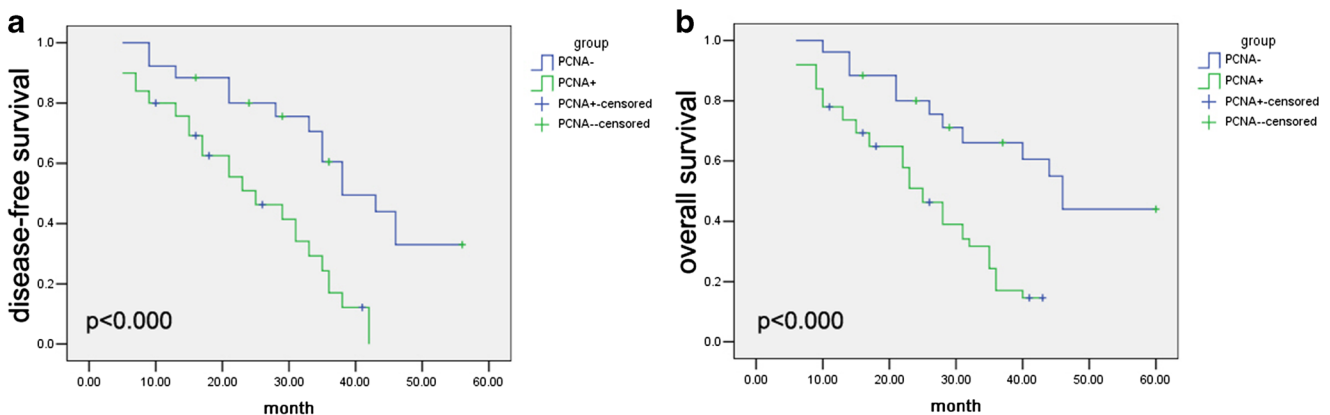 a
disease-free survival
1.0
0.8
0.6
0.4
0.2
0.0
p<0.000
0.00 10.00 20.00 30.00 40.00 50.00 60.00
month
group
PCNA-
PCNA+
PCNA+-censored
PCNA--censored
b
overall survival
1.0
0.8
0.6
0.4
0.2
0.0
p<0.000
0.00 10.00 20.00 30.00 40.00 50.00 60.00
month
group
PCNA-
PCNA+
PCNA+-censored
PCNA--censored